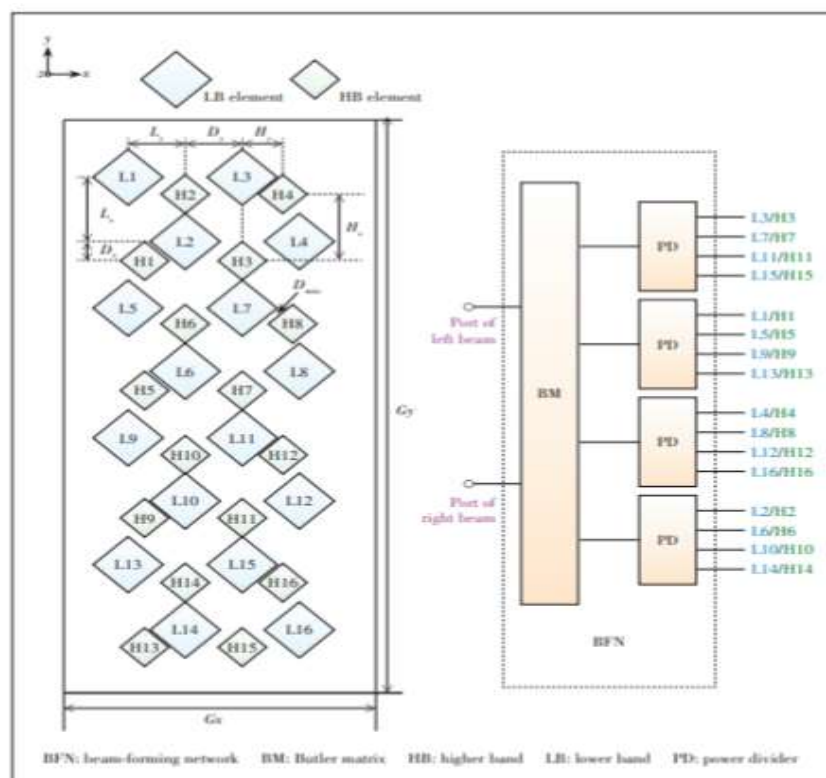 y
x
LB element
HB element
L
D
H
L1
L3
H2
H4
L
H
L2
L4
D
H1
H3
L5
L7
D
H6
H8
L6
L8
H5
H7
Gy
L9
L11
H10
H12
L10
L12
H9
H11
L13
L15
H14
H16
L14
L16
H13
H15
Gx
Port of
left beam
Port of
right beam
BM
PD
L3/H3
L7/H7
L11/H11
L15/H15
PD
L1/H1
L5/H5
L9/H9
L13/H13
PD
L4/H4
L8/H8
L12/H12
L16/H16
PD
L2/H2
L6/H6
L10/H10
L14/H14
BFN
BFN: beam-forming network BM: Butler matrix HB: higher band LB: lower band PD: power divider